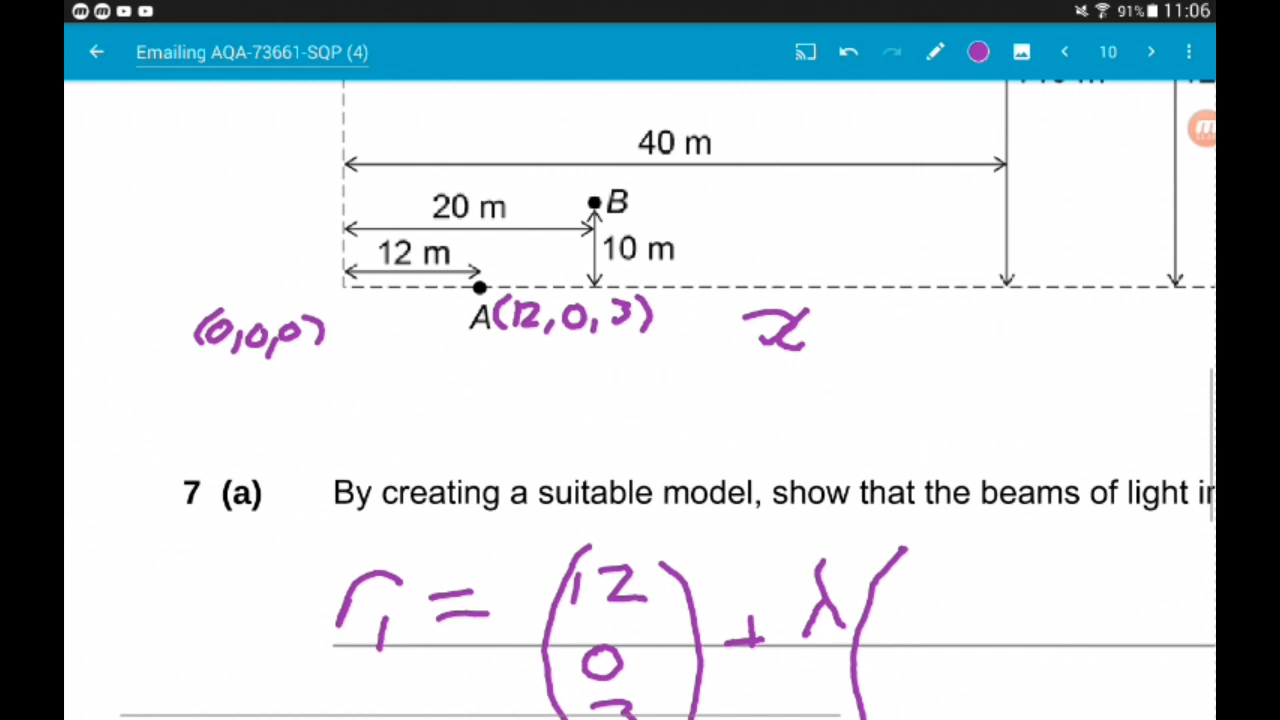 91% 11:06
Emailing AQA-73661-SQP (4)
10
40 m
20 m
B
12 m
10 m
A(12, 0, 3)
(0,0,0)
x
7 (a) By creating a suitable model, show that the beams of light in
r₁ = (12 + λ(
0
3